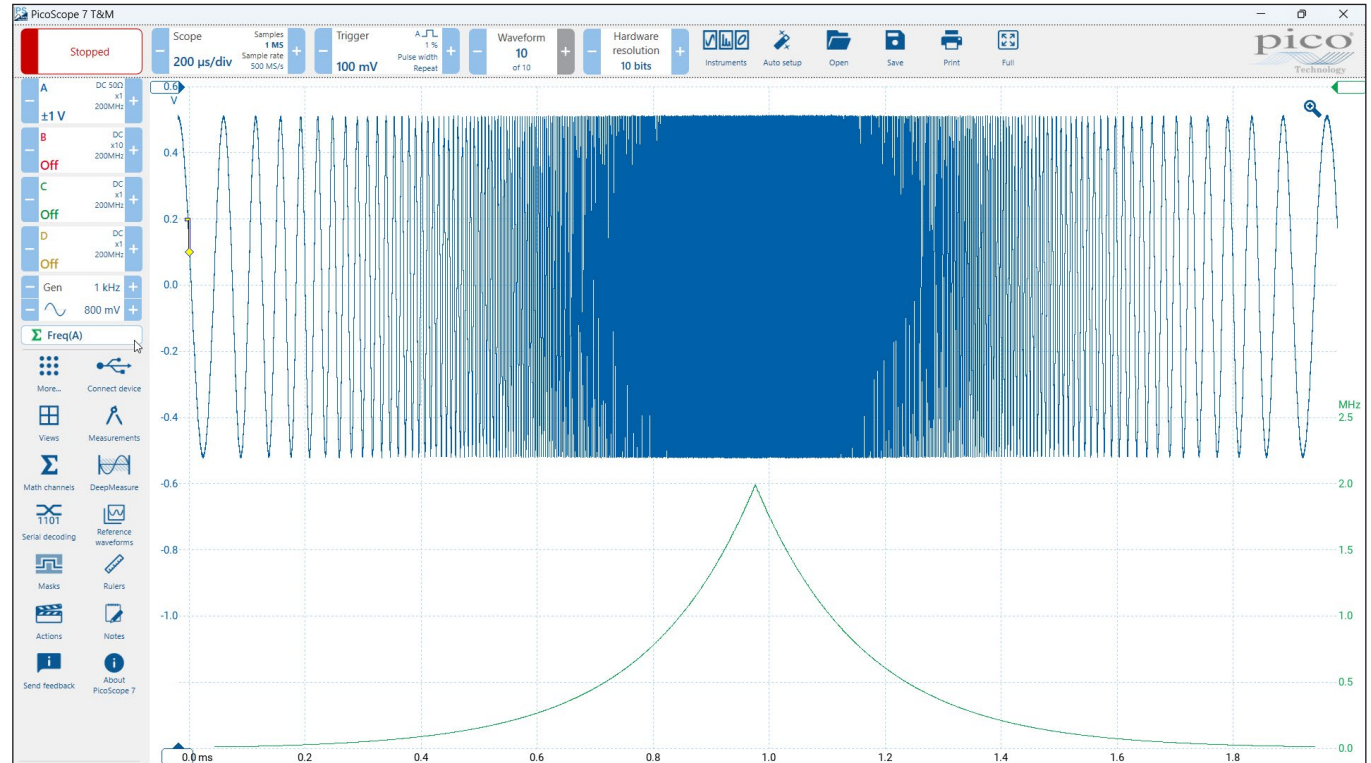 PS PicoScope 7 T&M
Stopped
Scope
200 µs/div
Samples
1 MS
Sample rate
500 MS/s
Trigger
100 mV
A
1 %
Pulse width
Repeat
Waveform
10
of 10
Hardware
resolution
10 bits
Instruments
Auto setup
Open
Save
Print
Full
pico
Technology
A
DC 50Ω
x1
200MHz
±1 V
B
DC
x10
200MHz
Off
C
DC
x1
200MHz
Off
D
DC
x1
200MHz
Off
Gen 1 kHz
800 mV
Σ Freq(A)
More...
Connect device
Views
Measurements
Σ
Math channels
DeepMeasure
1101
Serial decoding
Reference
waveforms
Masks
Rulers
Actions
Notes
Send feedback
About
PicoScope 7
0.6
V
0.4
0.2
0.0
-0.2
-0.4
-0.6
-0.8
-1.0
0.0 ms 0.2 0.4 0.6 0.8 1.0 1.2 1.4 1.6 1.8
MHz
2.5
2.0
1.5
1.0
0.5
0.0